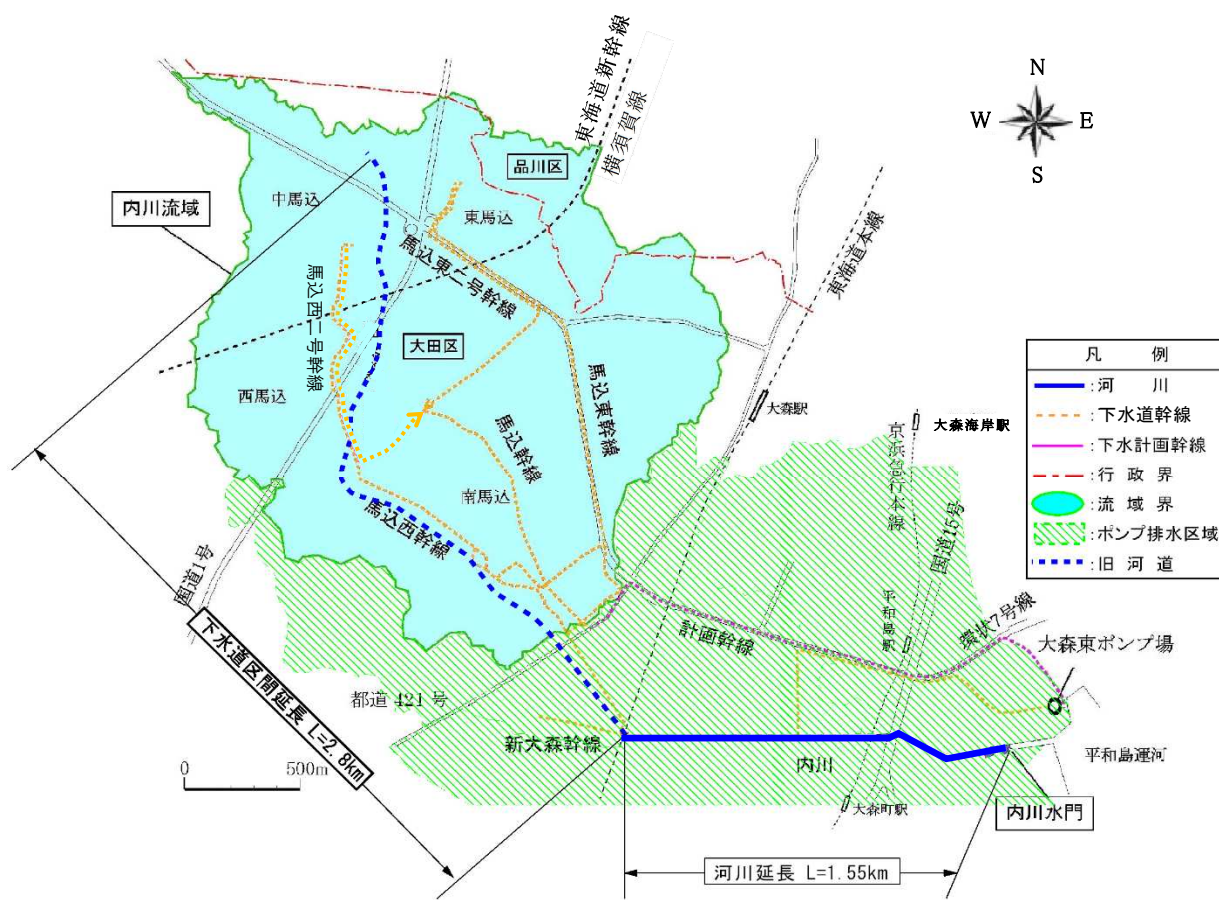 東海道新幹線
横須賀線
N
W
E
S
品川区
中馬込
内川流域
東馬込
東海道本線
馬込東二号幹線
馬込西二号幹線
大田区
凡 例
:河 川
:下水道幹線
:下水計画幹線
:行 政 界
:流 域 界
:ポンプ排水区域
:旧 河 道
西馬込
馬込東幹線
大森駅
大森海岸駅
京浜急行本線
馬込幹線
南馬込
馬込西幹線
国道15号
国道1号
平和島駅
環状7号線
計画幹線
大森東ポンプ場
下水道区間延長 L=2.8km
都道 421 号
新大森幹線
内川
平和島運河
0
500m
大森町駅
内川水門
河川延長 L=1.55km